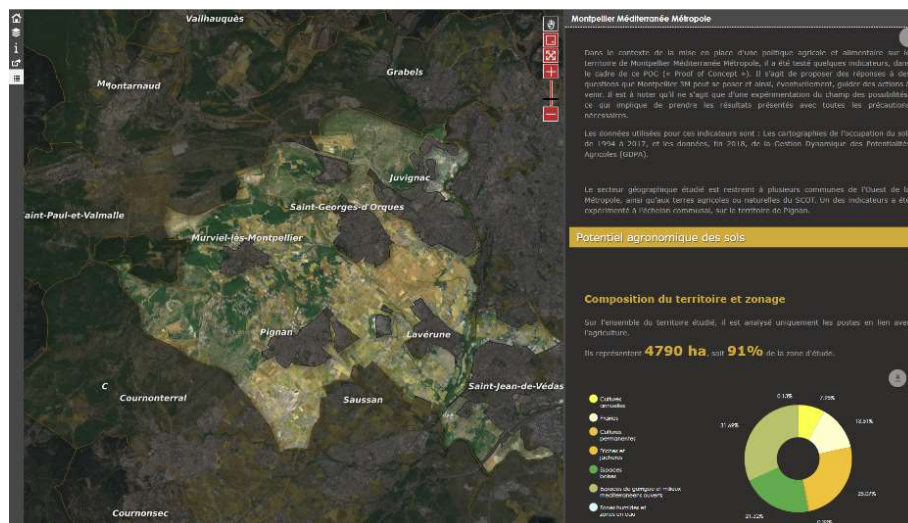 Vailhauquès
Montarnaud
Grabels
Juvignac
Saint-Georges-d'Orques
Saint-Paul-et-Valmalle
Murviel-lès-Montpellier
Pignan
Lavérune
Saint-Jean-de-Védas
Saussan
C
Cournonterral
Cournonsec
Montpellier Méditerranée Métropole
Dans le contexte de la mise en place d'une politique agricole et alimentaire sur le
territoire de Montpellier Méditerranée Métropole, il a été testé quelques indicateurs, dans
le cadre de ce POC (« Proof of Concept »). Il s'agit de proposer des réponses à des
questions que Montpellier 3M peut se poser et ainsi, éventuellement, guider des actions à
venir. Il est à noter qu'il ne s'agit que d'une expérimentation du champ des possibilités,
ce qui implique de prendre les résultats présentés avec toutes les précautions
nécessaires.
Les données utilisées pour ces indicateurs sont : Les cartographies de l'occupation du sol,
de 1994 à 2017, et les données, fin 2018, de la Gestion Dynamique des Potentialités
Agricoles (GDPA).
Le secteur géographique étudié est restreint à plusieurs communes de l'Ouest de la
Métropole, ainsi qu'aux terres agricoles ou naturelles du SCOT. Un des indicateurs a été
expérimenté à l'échelon communal, sur le territoire de Pignan.
Potentiel agronomique des sols
Composition du territoire et zonage
Sur l'ensemble du territoire étudié, il est analysé uniquement les postes en lien avec
l'agriculture.
Ils représentent 4790 ha, soit 91% de la zone d'étude.
Cultures
annuelles
Prairies
Cultures
permanentes
Friches et
Espaces
boisés
Espaces de garrigue et milieux
méditerranéens ouverts
Zones humides et
zones en eau
0.13%
31.69%